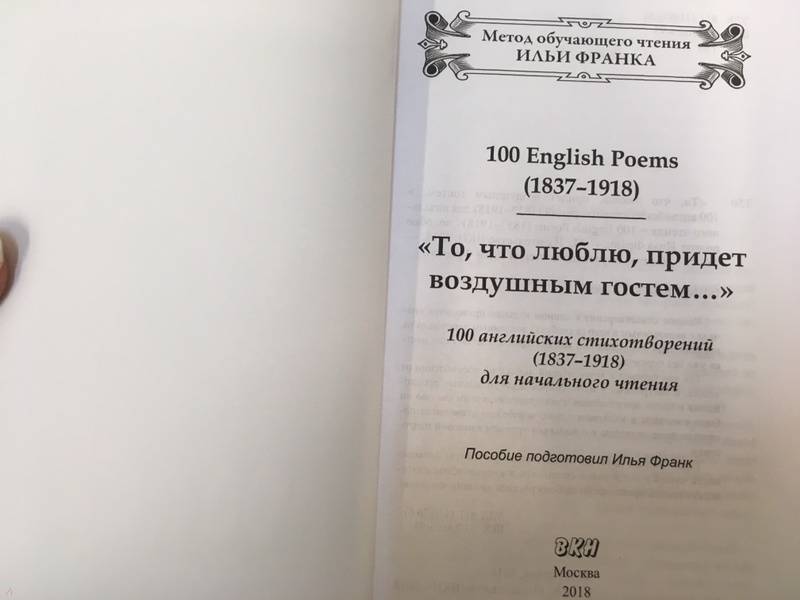 Метод обучающего чтения
ИЛЬИ ФРАНКА
100 English Poems
(1837–1918)
«То, что люблю, придет
воздушным гостем...»
100 английских стихотворений
(1837–1918)
для начального чтения
Пособие подготовил Илья Франк
ВКН
Москва
2018